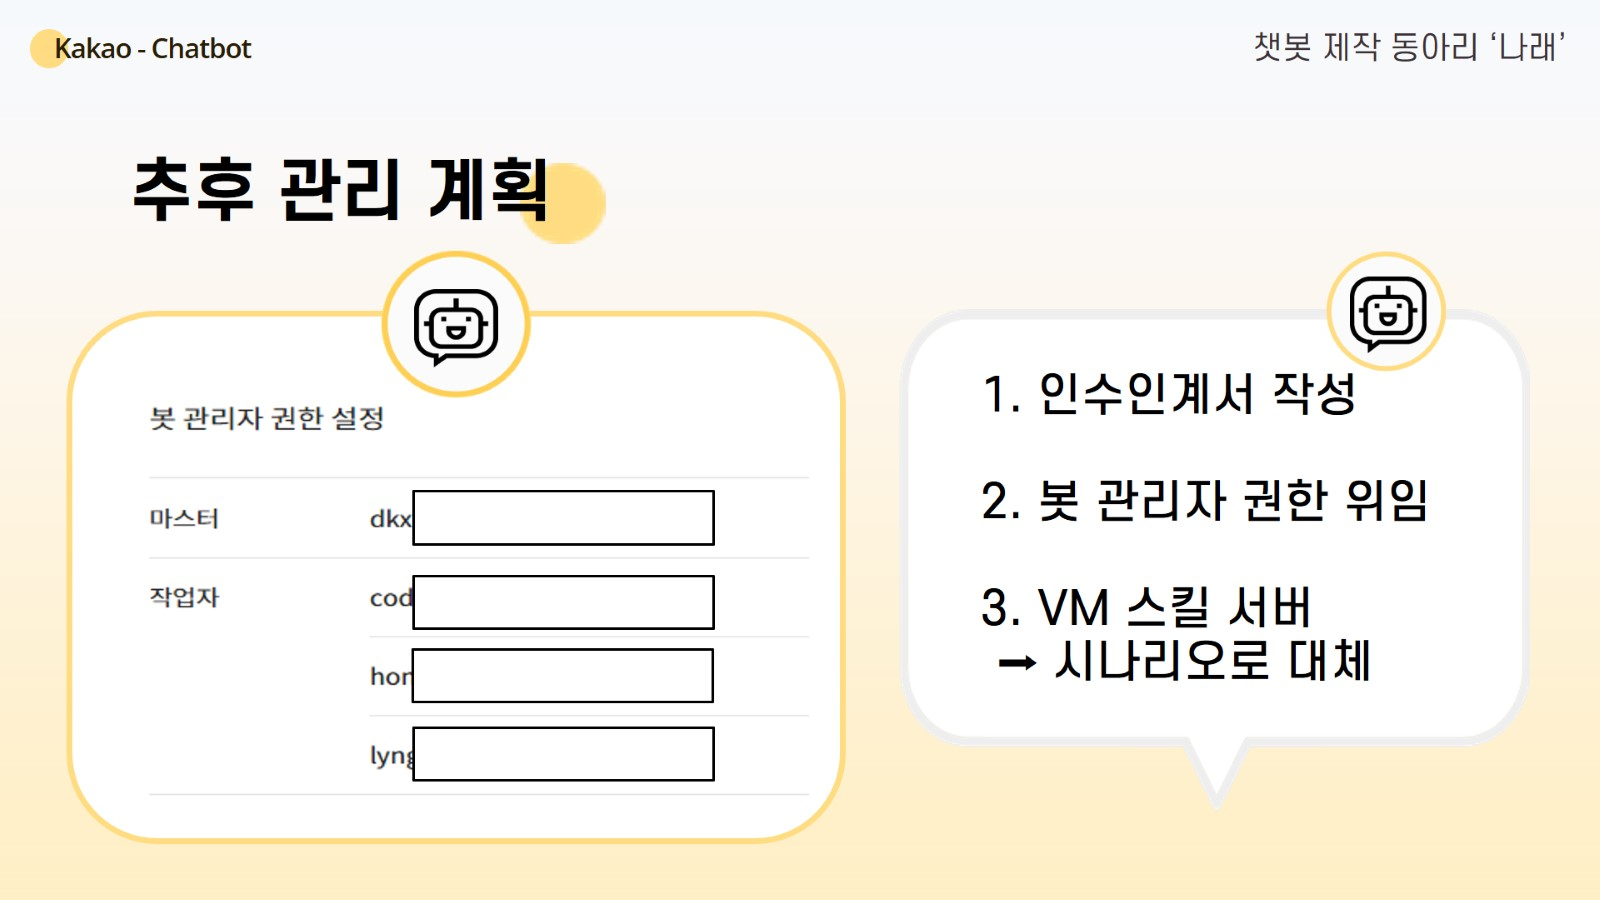 Kakao - Chatbot
챗봇 제작 동아리 ‘나래’
추후 관리 계획
봇 관리자 권한 설정
마스터 dkx
작업자 cod
hon
lyng
1. 인수인계서 작성
2. 봇 관리자 권한 위임
3. VM 스킬 서버
➡ 시나리오로 대체